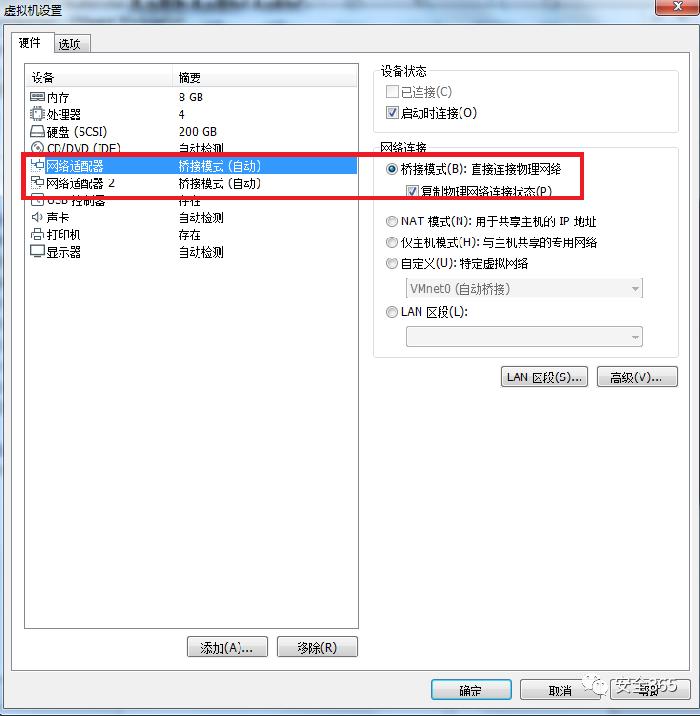 虚拟机设置
硬件 选项
设备 摘要
内存 8 GB
处理器 4
硬盘 (SCSI) 200 GB
CD/DVD (IDE) 自动检测
网络适配器 桥接模式 (自动)
网络适配器 2 桥接模式 (自动)
USB 控制器 存在
声卡 自动检测
打印机 存在
显示器 自动检测
添加(A)... 移除(R)
设备状态
已连接(C)
启动时连接(O)
网络连接
桥接模式(B): 直接连接物理网络
复制物理网络连接状态(P)
NAT 模式(N): 用于共享主机的 IP 地址
仅主机模式(H): 与主机共享的专用网络
自定义(U): 特定虚拟网络
VMnet0 (自动桥接)
LAN 区段(L):
LAN 区段(S)... 高级(V)...
确定 取消
安全365